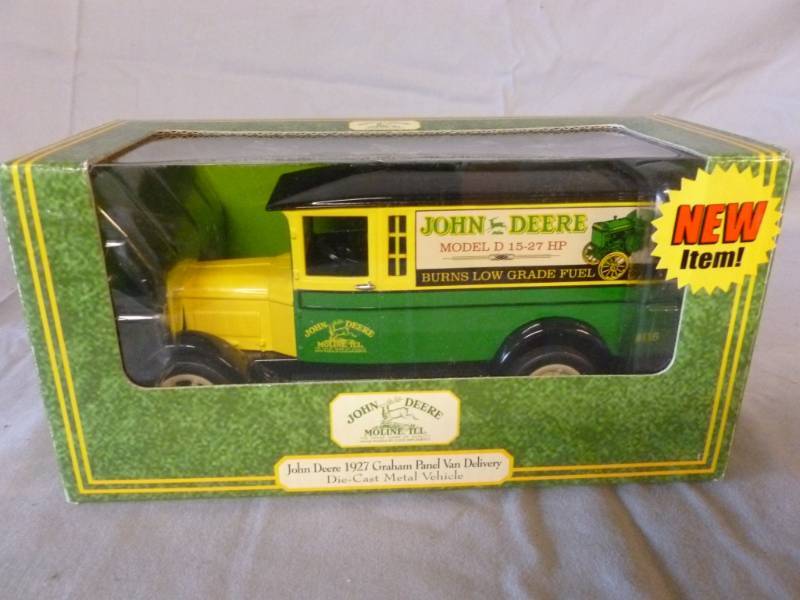 NEW
Item!
JOHN DEERE
MODEL D 15-27 HP
BURNS LOW GRADE FUEL
JOHN DEERE
MOLINE, ILL.
JOHN DEERE
MOLINE, ILL.
John Deere 1927 Graham Panel Van Delivery
Die-Cast Metal Vehicle